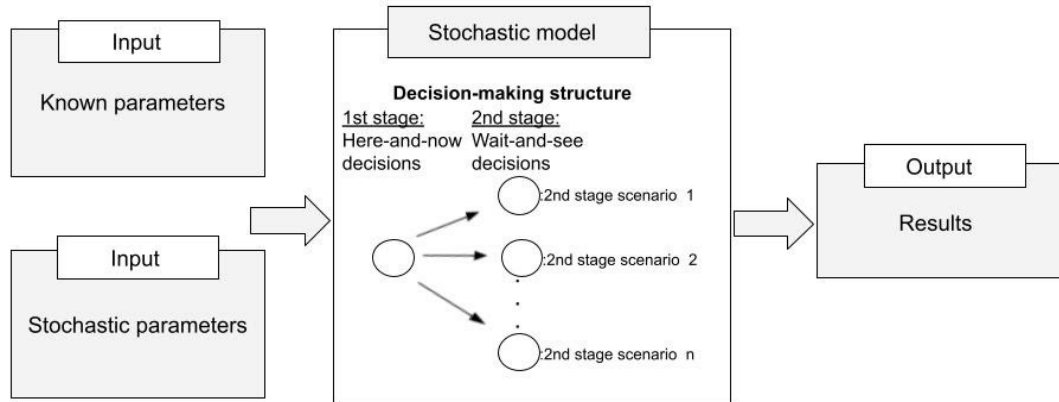 Input
Known parameters
Input
Stochastic parameters
Stochastic model
Decision-making structure
1st stage:
Here-and-now
decisions
2nd stage:
Wait-and-see
decisions
:2nd stage scenario 1
:2nd stage scenario 2
:2nd stage scenario n
Output
Results